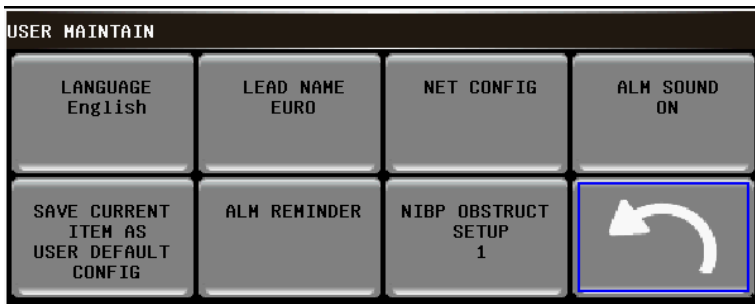 USER MAINTAIN
LANGUAGE
English
LEAD NAME
EURO
NET CONFIG
ALM SOUND
ON
SAVE CURRENT
ITEM AS
USER DEFAULT
CONFIG
ALM REMINDER
NIBP OBSTRUCT
SETUP
1